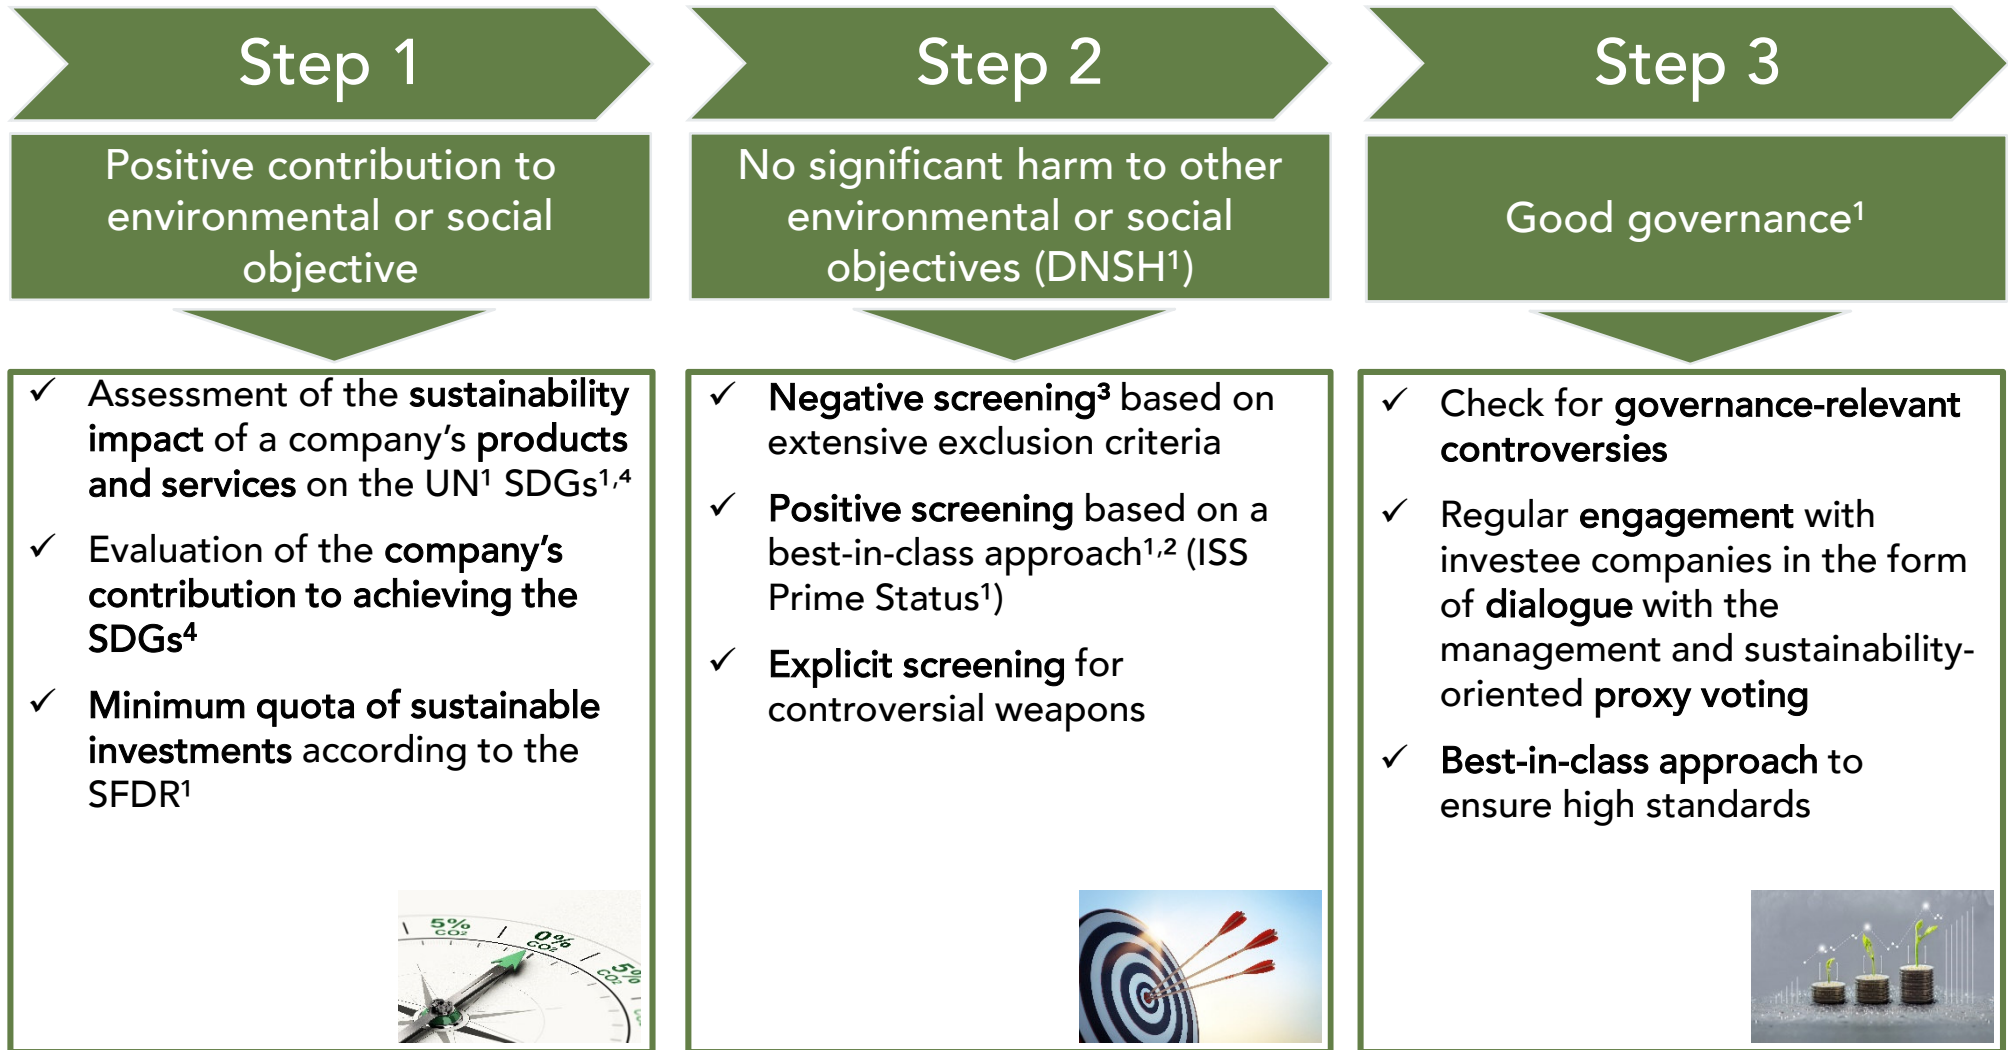 Step 1
Positive contribution to
environmental or social
objective
✓ Assessment of the sustainability
impact of a company’s products
and services on the UN¹ SDGs¹,⁴
✓ Evaluation of the company’s
contribution to achieving the
SDGs⁴
✓ Minimum quota of sustainable
investments according to the
SFDR¹
5%
CO2
0%
CO2
5%
CO2
Step 2
No significant harm to other
environmental or social
objectives (DNSH¹)
✓ Negative screening³ based on
extensive exclusion criteria
✓ Positive screening based on a
best-in-class approach¹,² (ISS
Prime Status¹)
✓ Explicit screening for
controversial weapons
Step 3
Good governance¹
✓ Check for governance-relevant
controversies
✓ Regular engagement with
investee companies in the form
of dialogue with the
management and sustainability-
oriented proxy voting
✓ Best-in-class approach to
ensure high standards